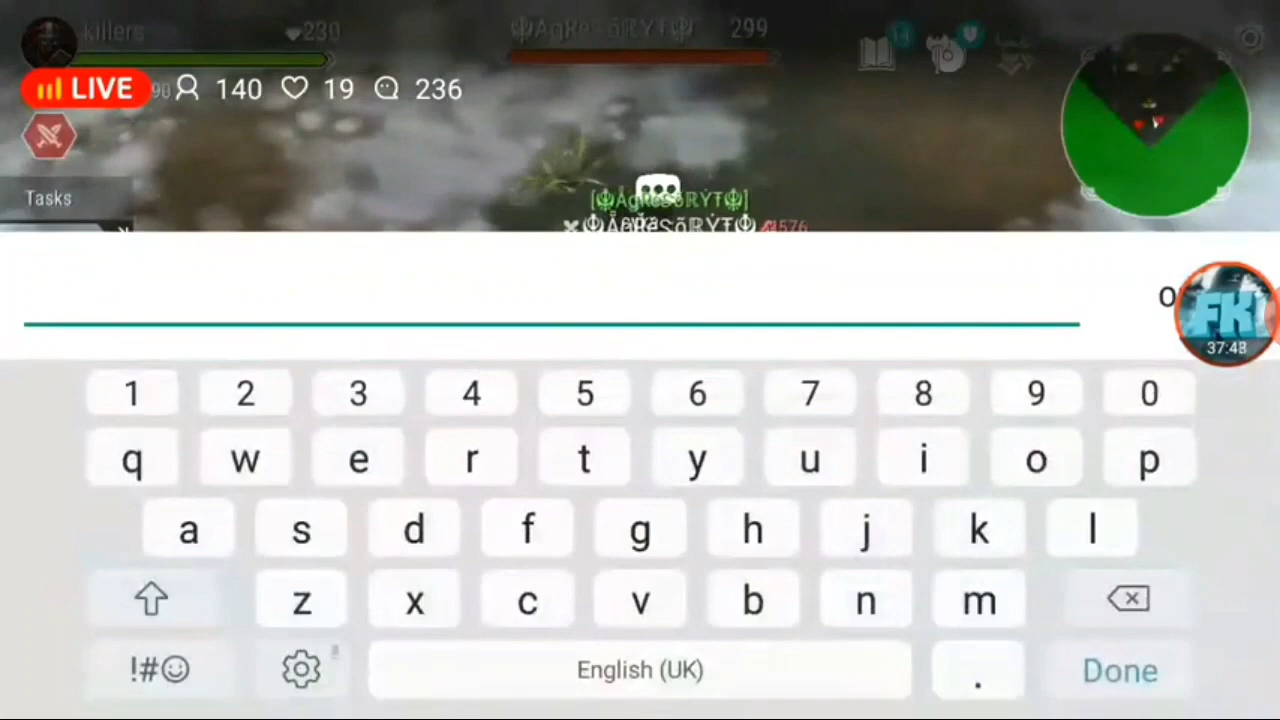 killers 230 299
LIVE 140 19 236
Tasks
FK
37:48
1 2 3 4 5 6 7 8 9 0
q w e r t y u i o p
a s d f g h j k l
z x c v b n m
!#☺ English (UK) . Done